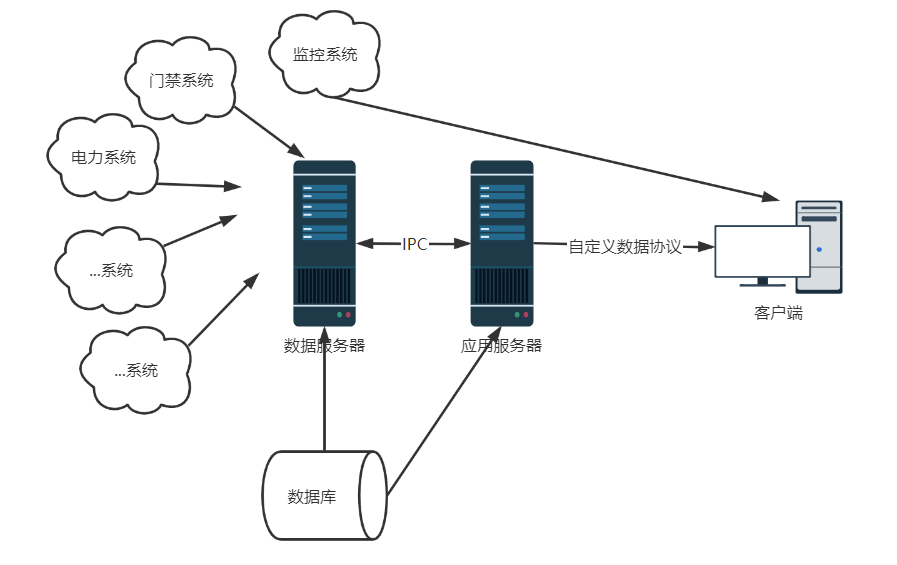 监控系统
门禁系统
电力系统
...系统
...系统
IPC
自定义数据协议
客户端
数据服务器
应用服务器
数据库